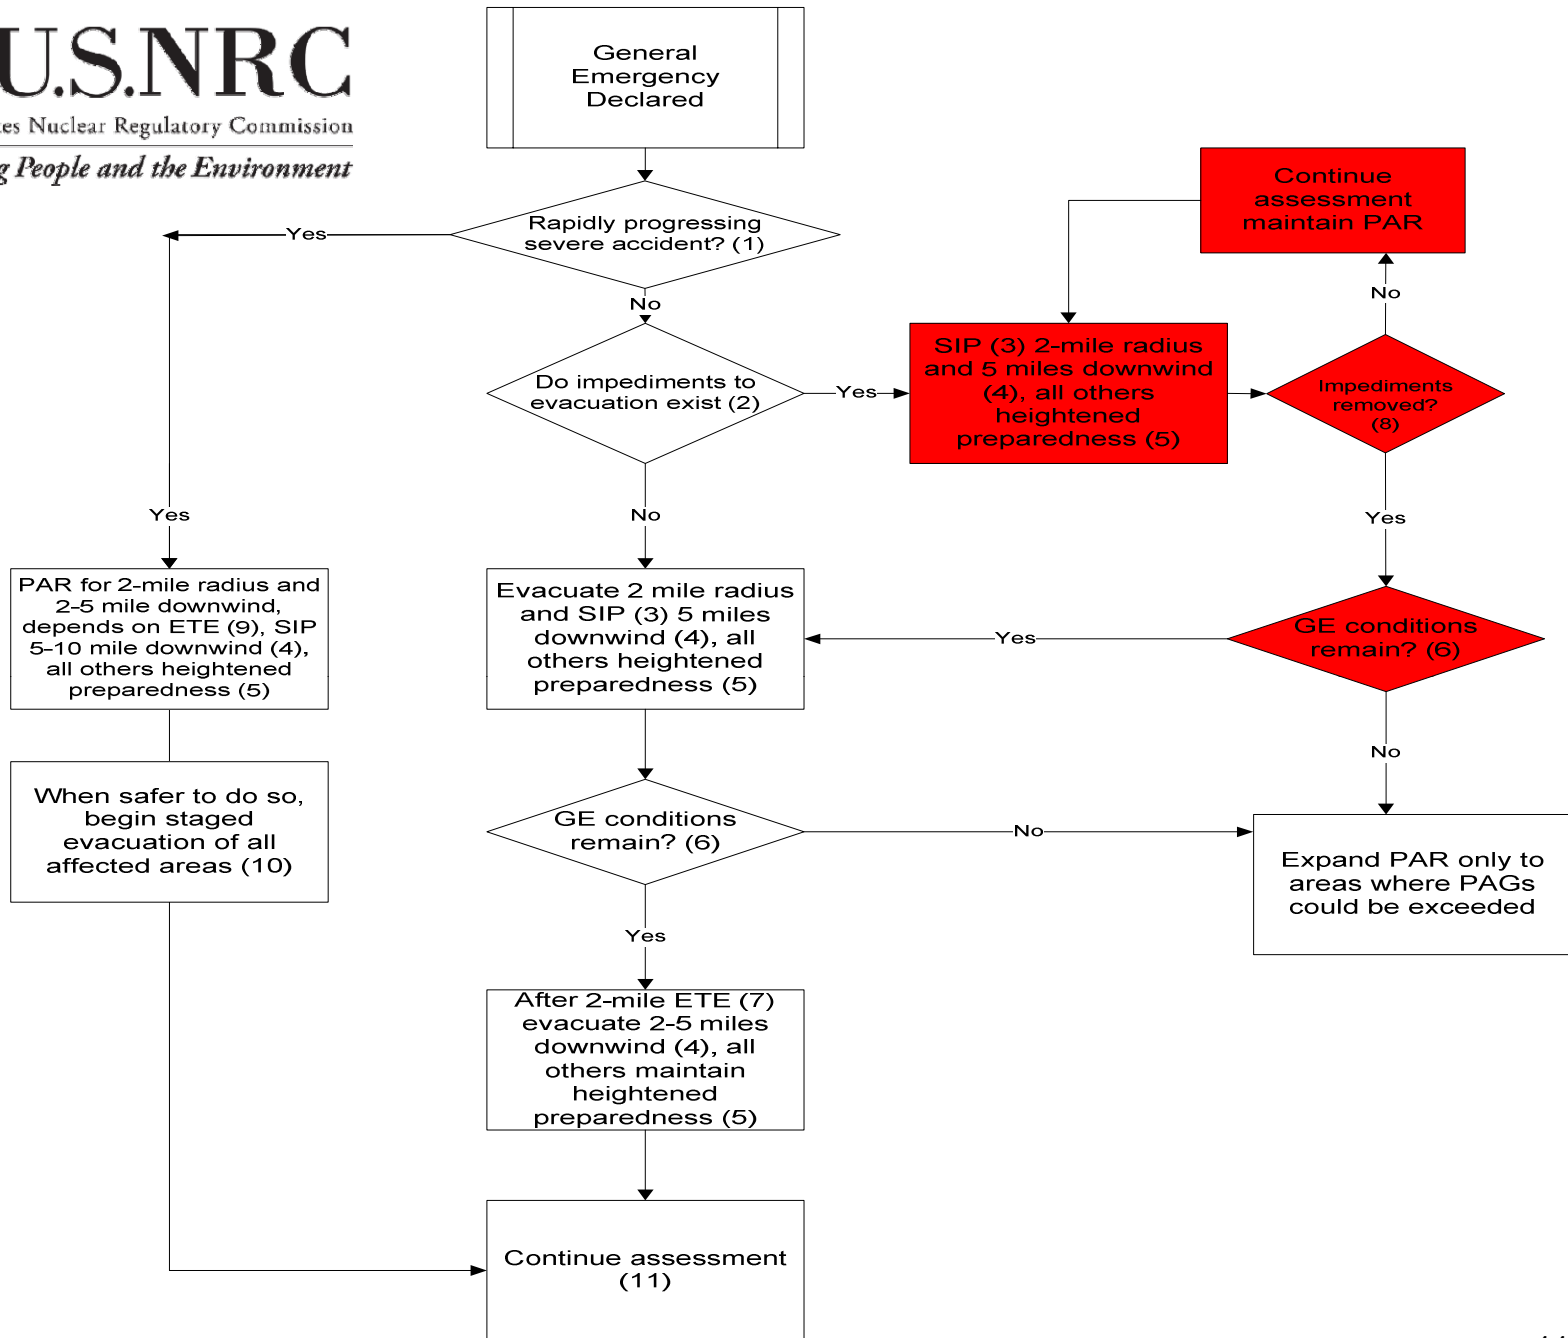 U.S.NRC
Nuclear Regulatory Commission
People and the Environment
General
Emergency
Declared
Rapidly progressing
severe accident? (1)
Yes
No
Continue
assessment
maintain PAR
No
Do impediments to
evacuation exist (2)
Yes
SIP (3) 2-mile radius
and 5 miles downwind
(4), all others
heightened
preparedness (5)
Impediments
removed?
(8)
Yes
No
Yes
PAR for 2-mile radius and
2-5 mile downwind,
depends on ETE (9), SIP
5-10 mile downwind (4),
all others heightened
preparedness (5)
Evacuate 2 mile radius
and SIP (3) 5 miles
downwind (4), all
others heightened
preparedness (5)
Yes
GE conditions
remain? (6)
No
When safer to do so,
begin staged
evacuation of all
affected areas (10)
GE conditions
remain? (6)
No
Expand PAR only to
areas where PAGs
could be exceeded
Yes
After 2-mile ETE (7)
evacuate 2-5 miles
downwind (4), all
others maintain
heightened
preparedness (5)
Continue assessment
(11)